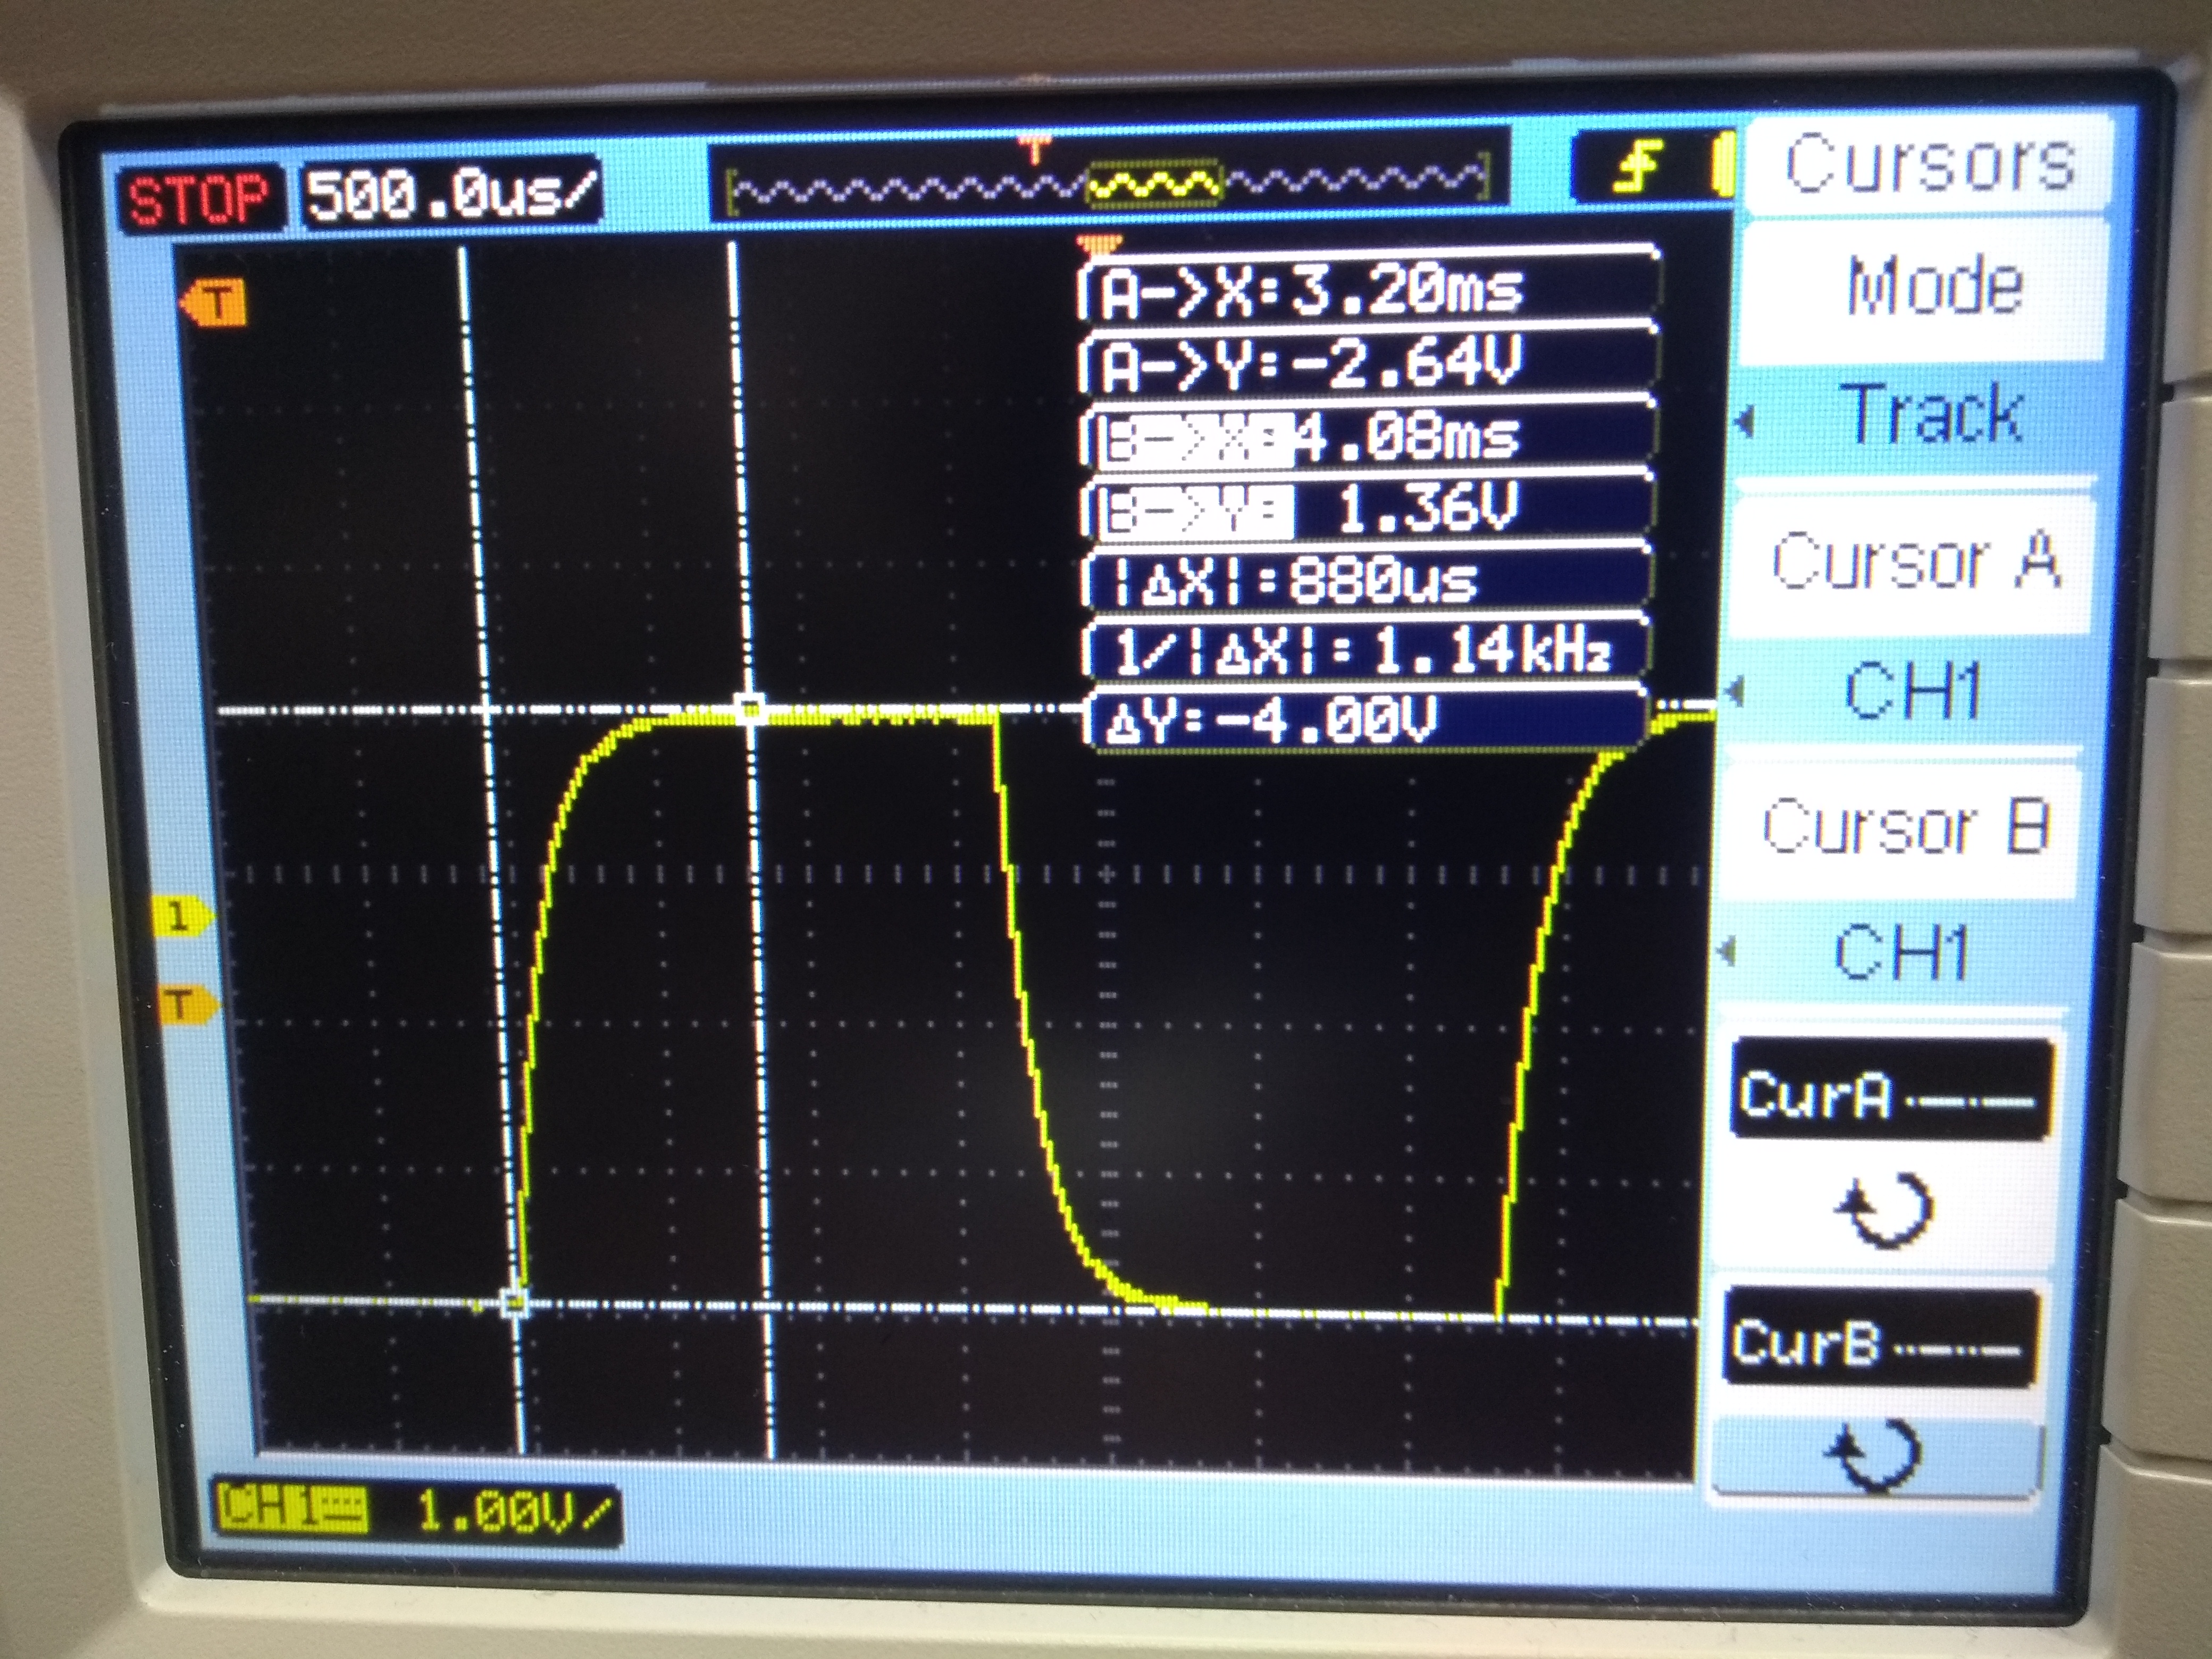 STOP 500.0us/ T Cursors
T
A->X:3.20ms
A->Y:-2.64V
B->X:4.08ms
B->Y: 1.36V
|ΔX|:880us
1/|ΔX|:1.14kHz
ΔY:-4.00V
Mode
Track
Cursor A
CH1
Cursor B
CH1
1
T
CurA
CurB
CH1 1.00V/